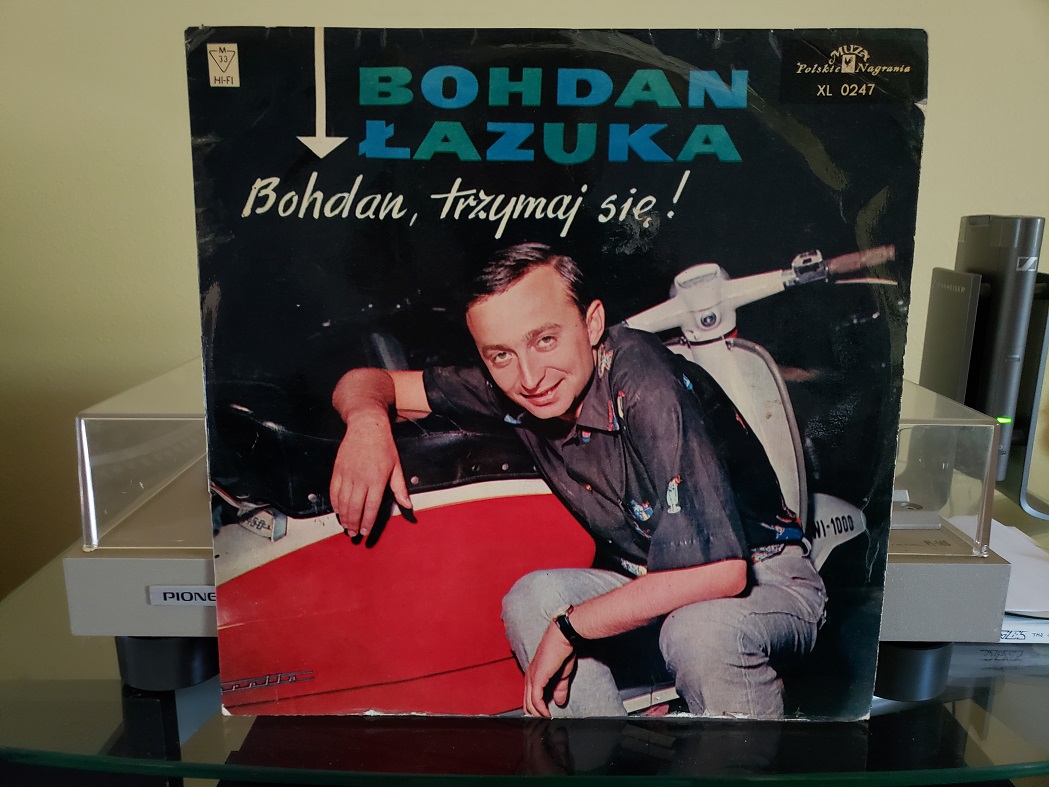 M
33
HI-FI
BOHDAN
ŁAZUKA
Bohdan, trzymaj się!
MUZA
Polskie Nagrania
XL 0247
WI-1000
PIONE